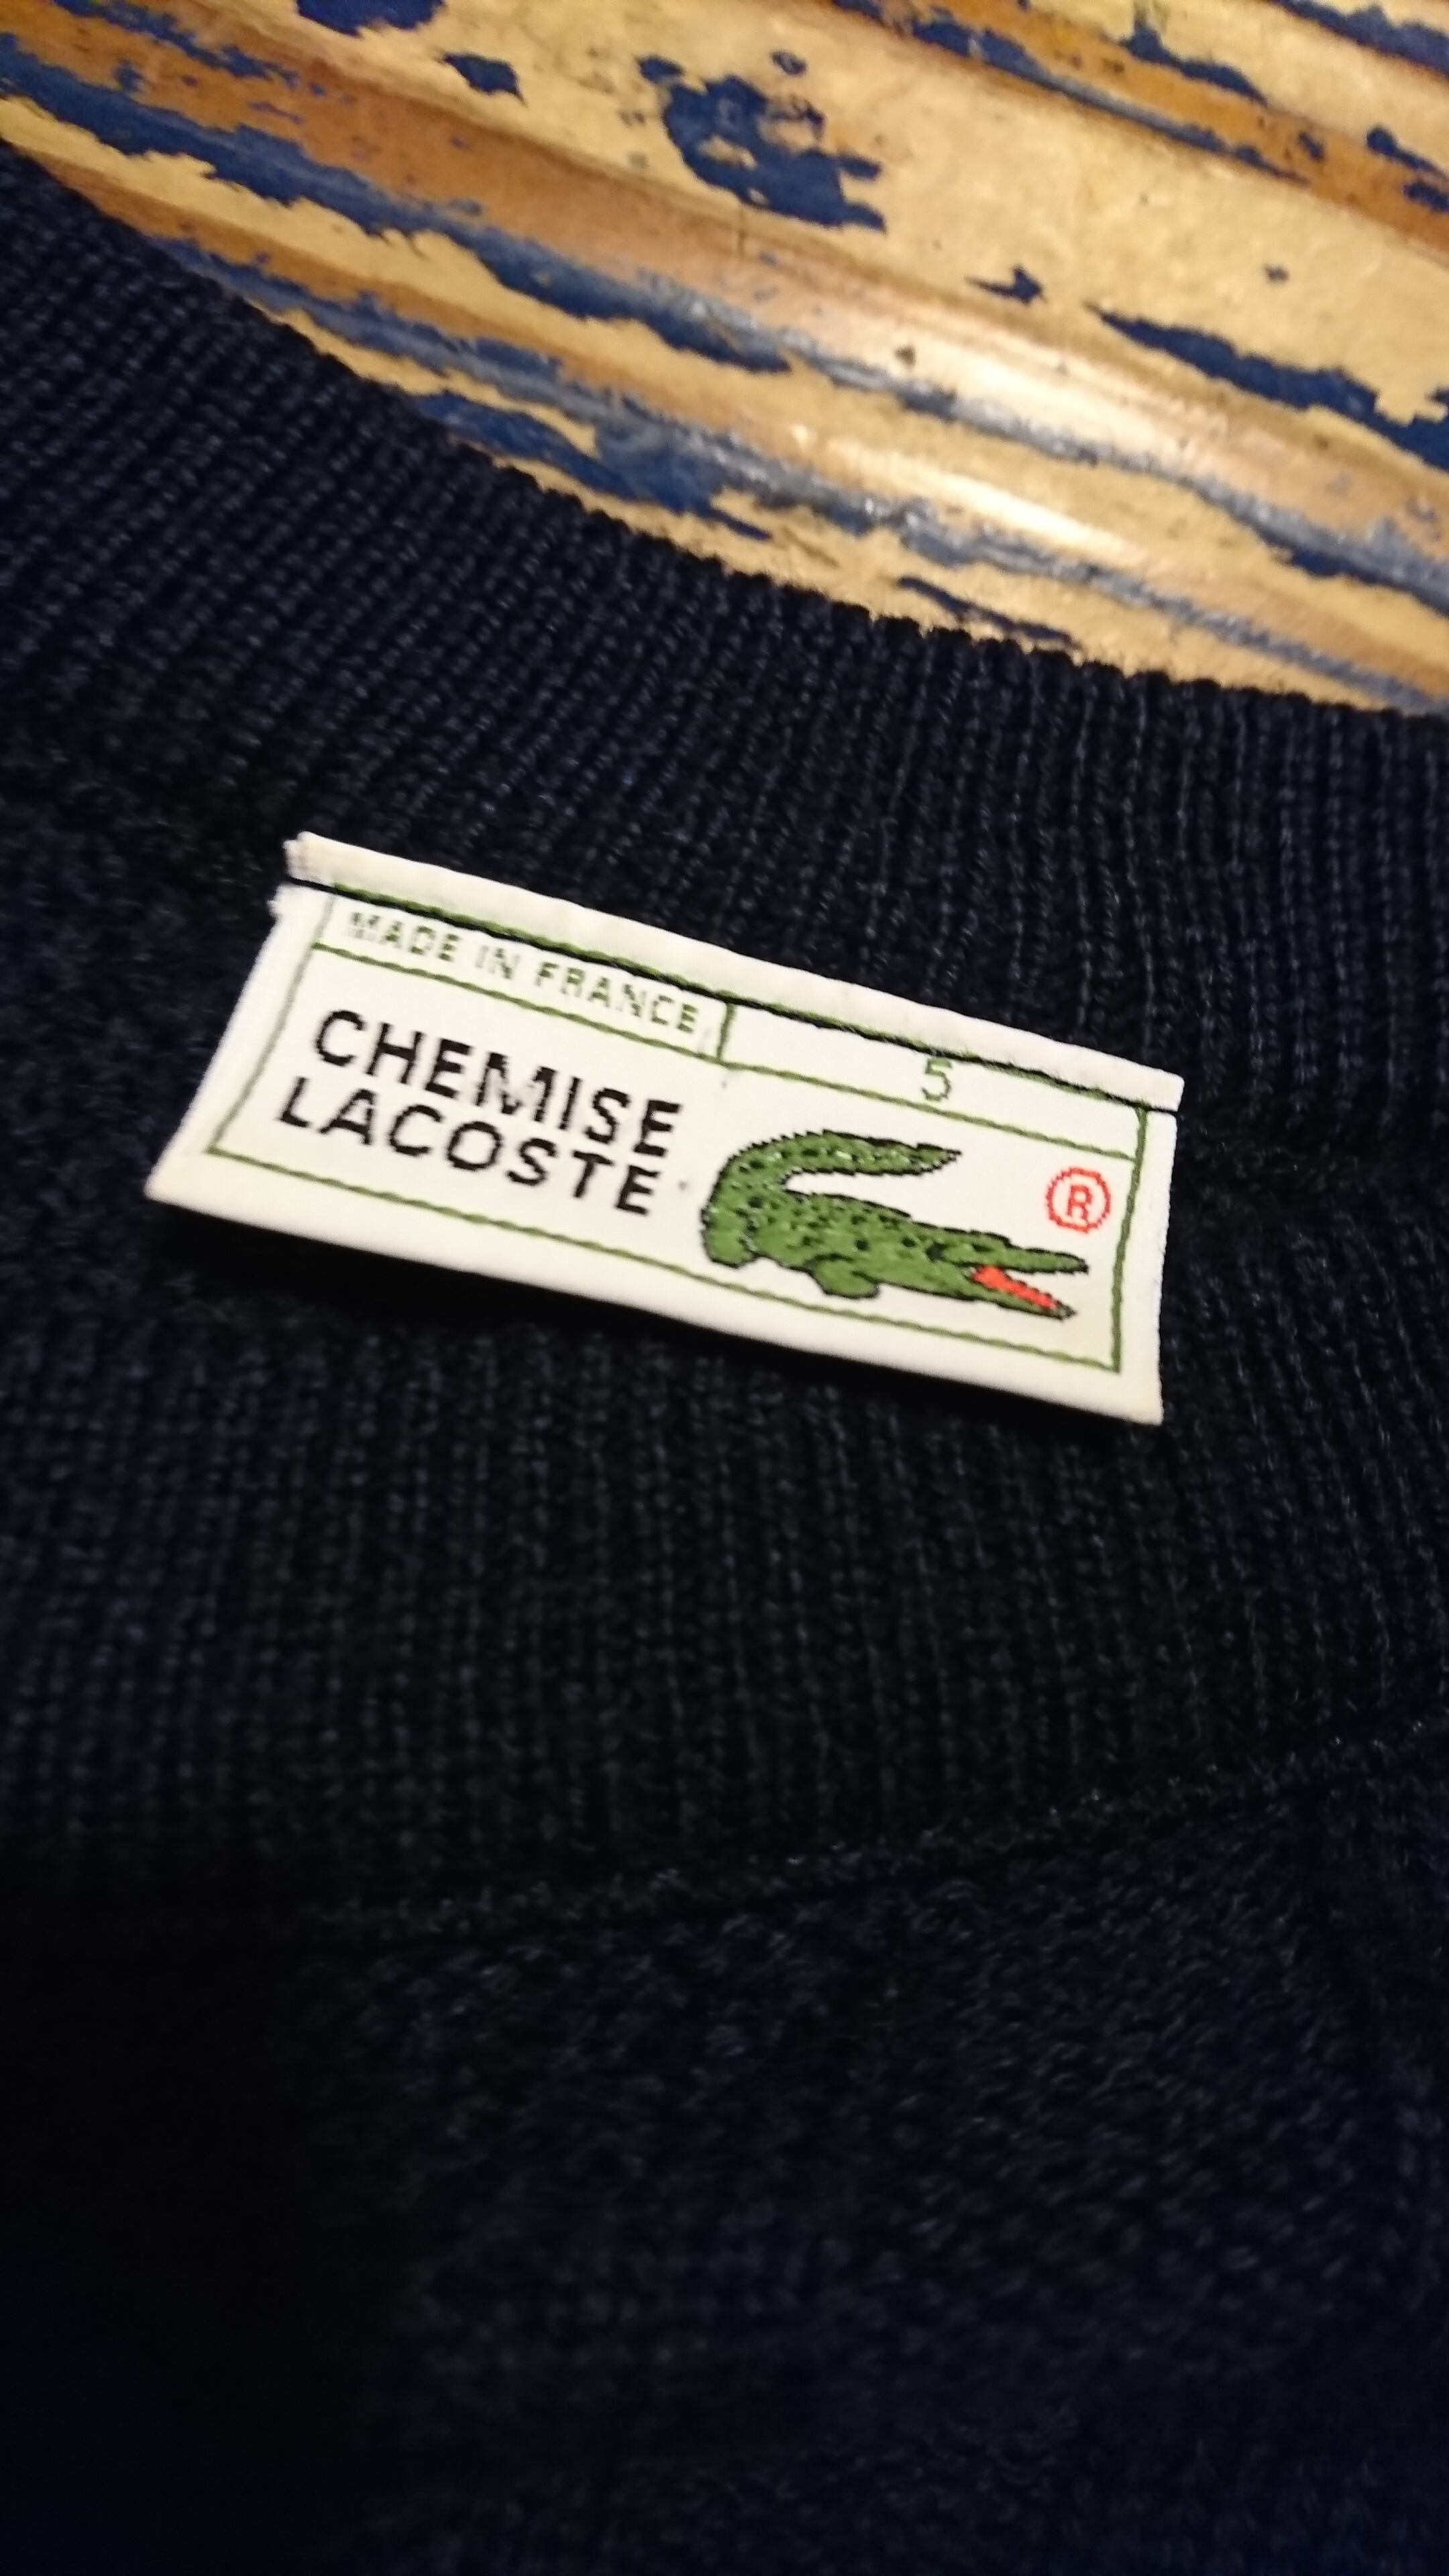 MADE IN FRANCE
5
CHEMISE
LACOSTE
®